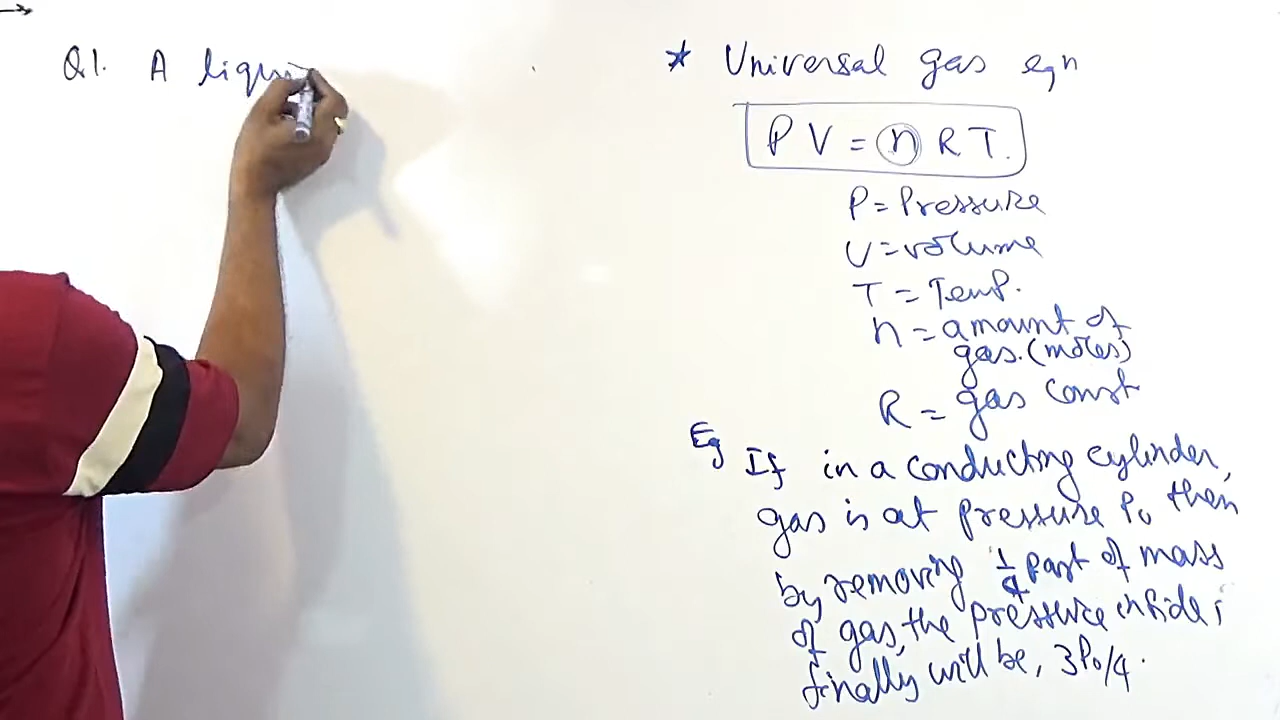 Q1. A liqui
* Universal gas eqn
PV = nRT.
P = Pressure
V = volume
T = Temp.
n = amount of
gas. (moles)
R = gas const
Eg If in a conducting cylinder,
gas is at pressure P₀ then
by removing 1/4 part of mass
of gas, the pressure inside
finally will be, 3P₀/4.